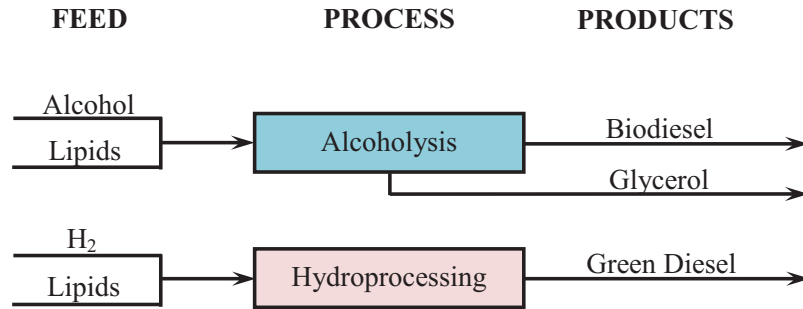 FEED PROCESS PRODUCTS
Alcohol
Lipids
Alcoholysis
Biodiesel
Glycerol
H₂
Lipids
Hydroprocessing
Green Diesel